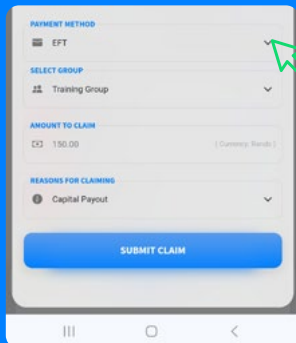 PAYMENT METHOD
EFT
SELECT GROUP
Training Group
AMOUNT TO CLAIM
150.00 ( Currency: Rands )
REASONS FOR CLAIMING
Capital Payout
SUBMIT CLAIM